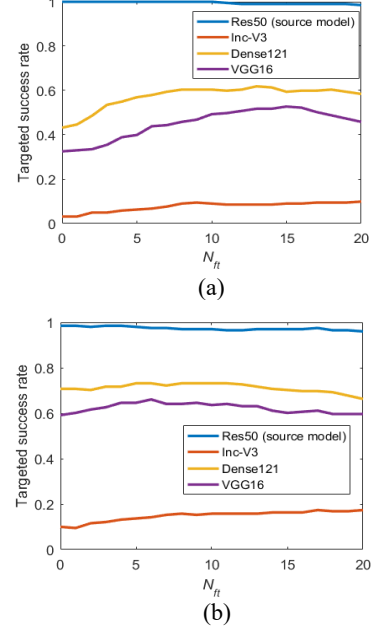 1
0.8
0.6
0.4
0.2
0
Targeted success rate
Res50 (source model)
Inc-V3
Dense121
VGG16
0 5 10 15 20
N_ft
(a)
1
0.8
0.6
0.4
0.2
0
Targeted success rate
Res50 (source model)
Inc-V3
Dense121
VGG16
0 5 10 15 20
N_ft
(b)